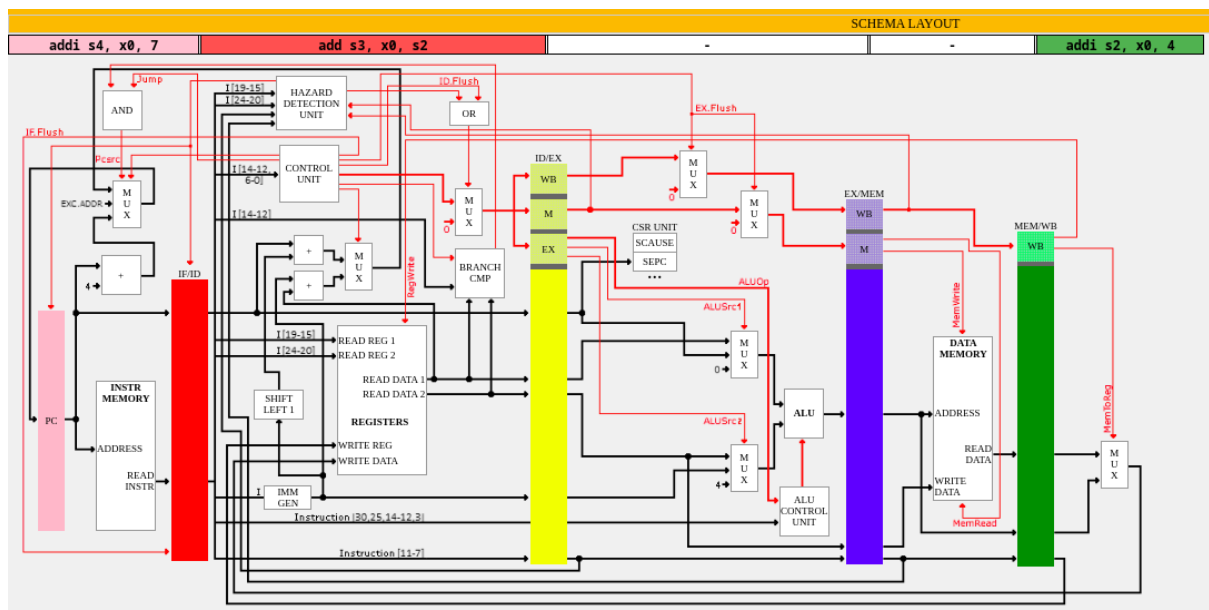 SCHEMA LAYOUT
addi s4, x0, 7
add s3, x0, s2
-
-
addi s2, x0, 4
Jump
AND
I [19-15]
I [24-20]
HAZARD
DETECTION
UNIT
ID.Flush
OR
EX.Flush
IF.Flush
Pcsrc
M
U
X
EXC.ADDR.
I [14-12,
6-0]
CONTROL
UNIT
M
U
X
0
M
U
X
0
M
U
X
0
ID/EX
WB
M
EX
EX/MEM
WB
M
MEM/WB
WB
I [14-12]
+
+
M
U
X
BRANCH
CMP
CSR UNIT
SCAUSE
SEPC
...
+
4
IF/ID
RegWrite
ALUOp
ALUSrc1
MemWrite
I [19-15]
I [24-20]
READ REG 1
READ REG 2
READ DATA 1
READ DATA 2
REGISTERS
WRITE REG
WRITE DATA
M
U
X
0
DATA
MEMORY
ADDRESS
READ
DATA
WRITE
DATA
MemRead
MemToReg
M
U
X
PC
INSTR
MEMORY
ADDRESS
READ
INSTR
SHIFT
LEFT 1
ALU
ALUSrc2
M
U
X
4
I
IMM
GEN
ALU
CONTROL
UNIT
Instruction [30,25,14-12,3]
Instruction [11-7]